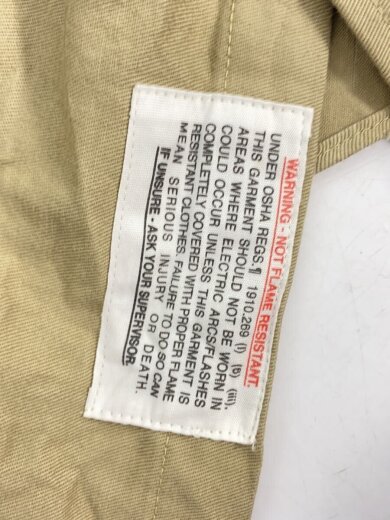 WARNING - NOT FLAME RESISTANT.
UNDER OSHA REGS.¶ 1910.269 (l) (6) (iii).
THIS GARMENT SHOULD NOT BE WORN IN
AREAS WHERE ELECTRIC ARCS/FLASHES
COULD OCCUR UNLESS THIS GARMENT IS
COMPLETELY COVERED WITH PROPER FLAME
RESISTANT CLOTHES. FAILURE TO DO SO CAN
MEAN SERIOUS INJURY OR DEATH.
IF UNSURE - ASK YOUR SUPERVISOR.